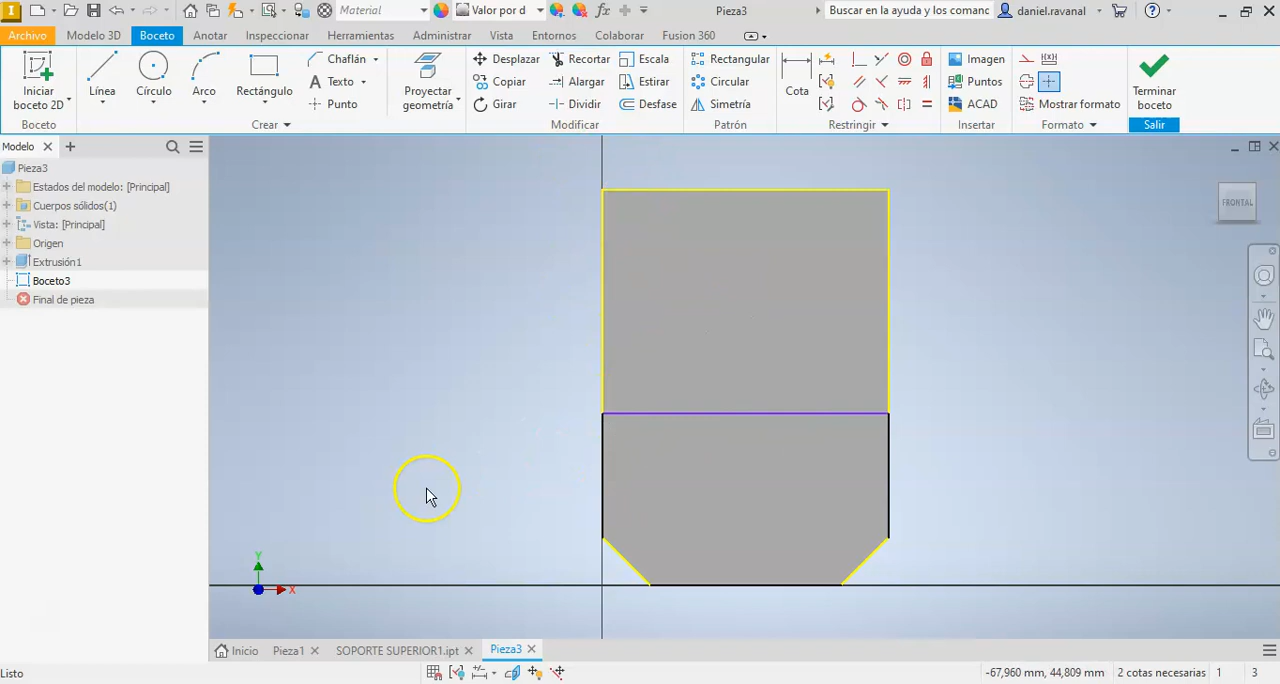 Material
Valor por d
fx
Pieza3
Buscar en la ayuda y los comanc
daniel.ravanal
Archivo
Modelo 3D
Boceto
Anotar
Inspeccionar
Herramientas
Administrar
Vista
Entornos
Colaborar
Fusion 360
Iniciar
boceto 2D
Boceto
Línea
Círculo
Arco
Rectángulo
Chaflán
Texto
Punto
Crear
Proyectar
geometría
Desplazar
Copiar
Girar
Recortar
Alargar
Dividir
Escala
Estirar
Desfase
Modificar
Rectangular
Circular
Simetría
Patrón
Cota
Restringir
Imagen
Puntos
ACAD
Insertar
Mostrar formato
Formato
Terminar
boceto
Salir
Modelo
Pieza3
Estados del modelo: [Principal]
Cuerpos sólidos(1)
Vista: [Principal]
Origen
Extrusión1
Boceto3
Final de pieza
FRONTAL
Y
X
Inicio
Pieza1
SOPORTE SUPERIOR1.ipt
Pieza3
Listo
-67,960 mm, 44,809 mm
2 cotas necesarias
1
3